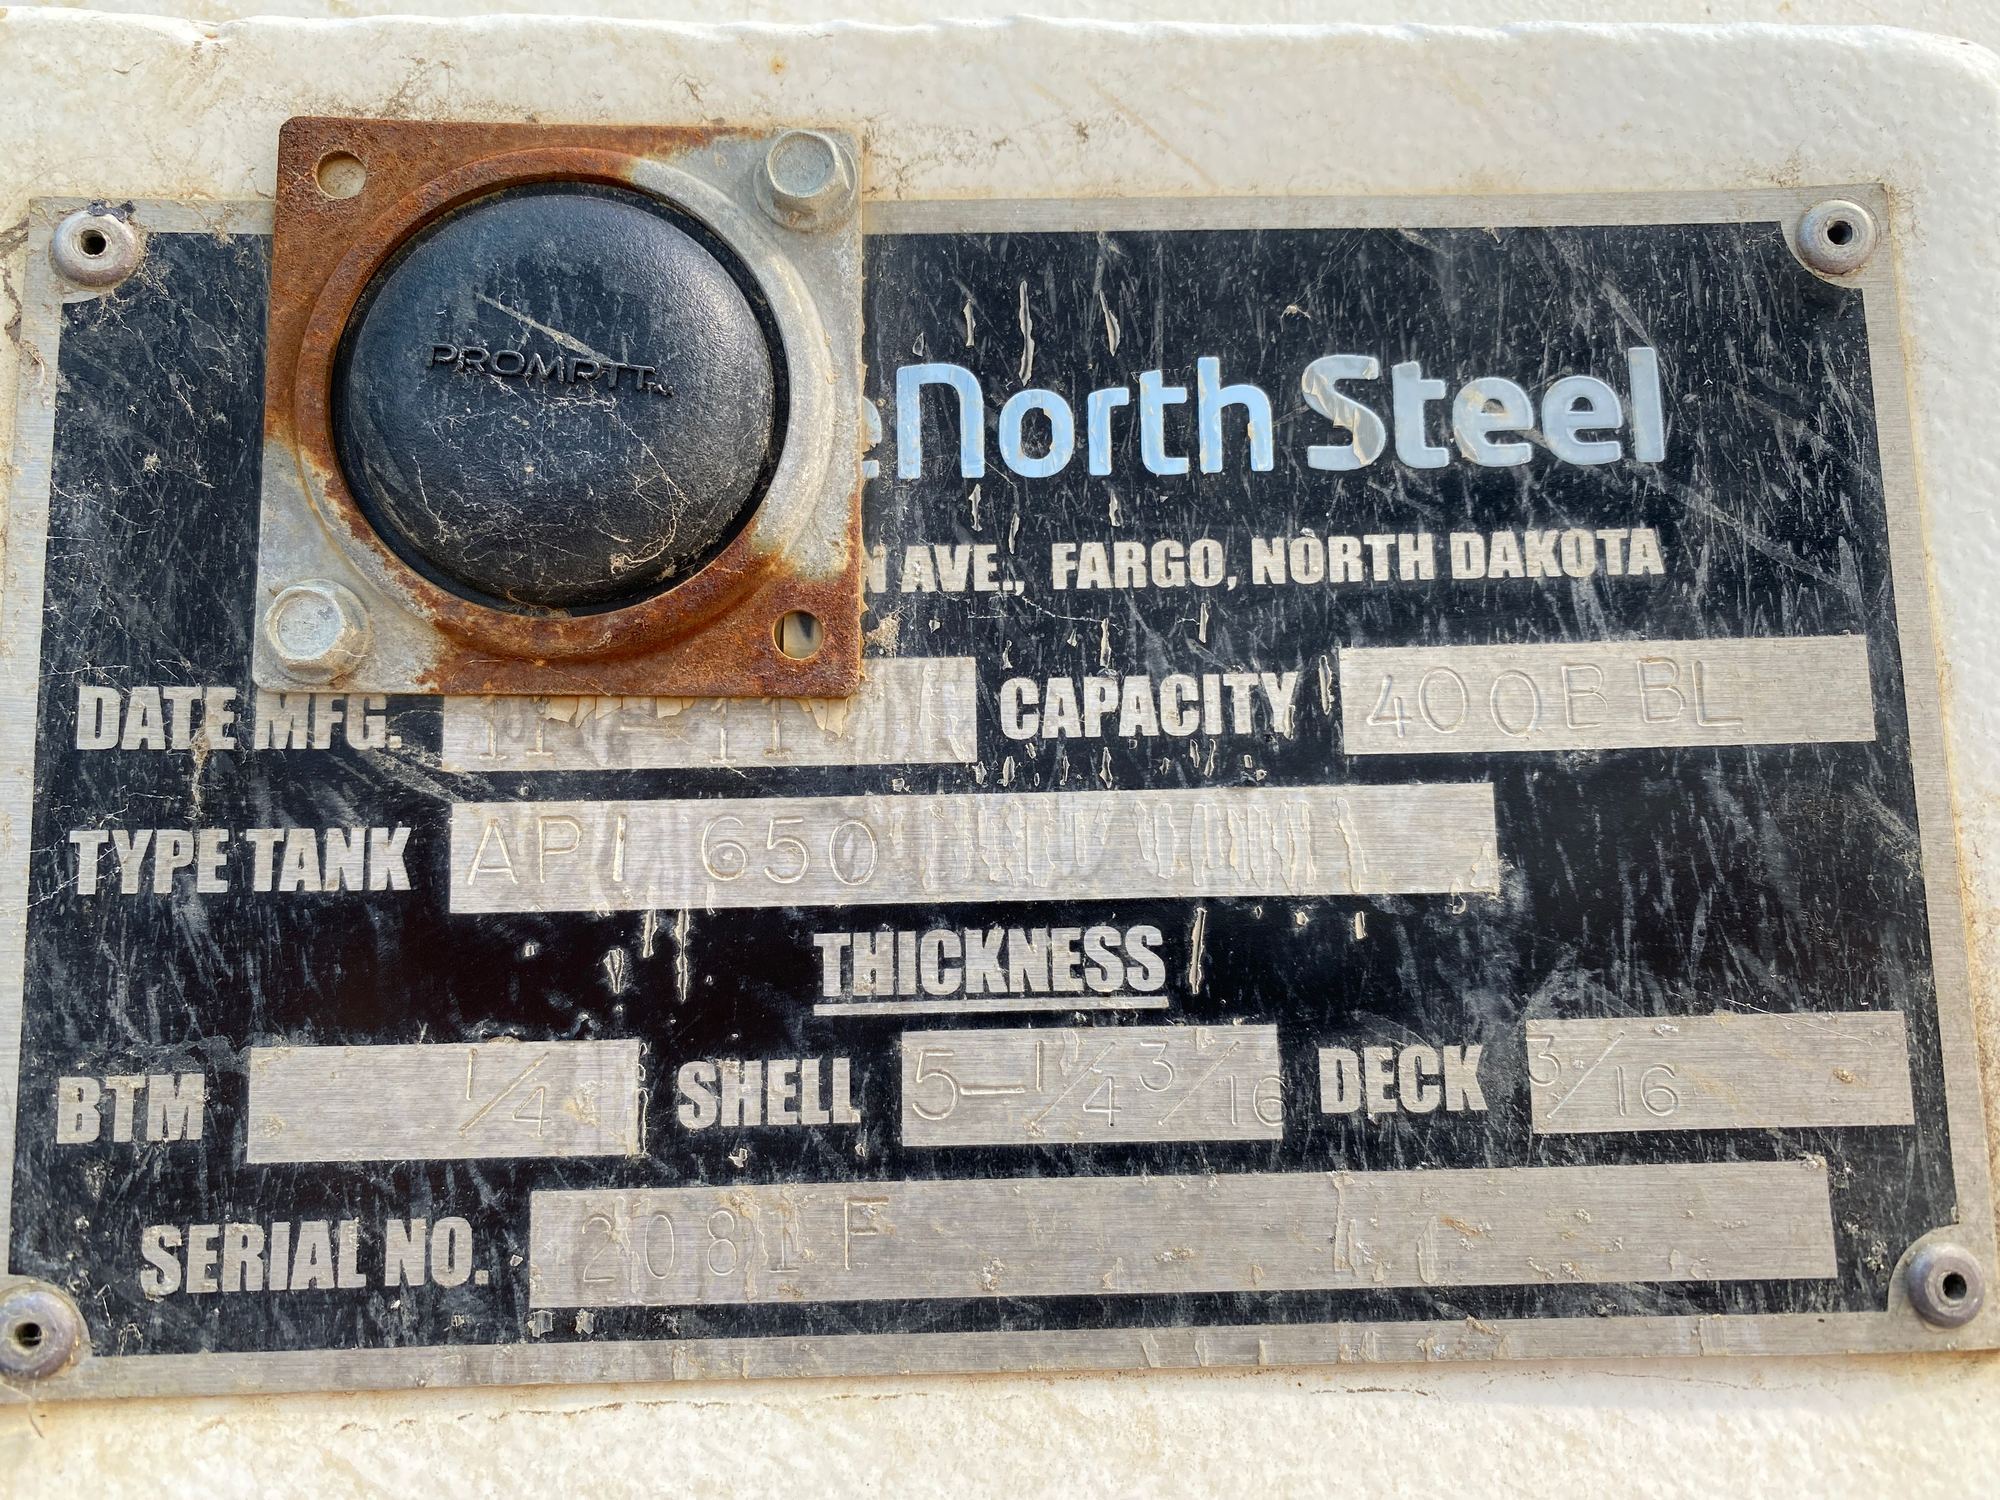 PROMPTT™
North Steel
AVE., FARGO, NORTH DAKOTA
DATE MFG. CAPACITY 400BBL
TYPE TANK API 650
THICKNESS
BTM 1/4 SHELL 5-1/4 3/16 DECK 3/16
SERIAL NO. 2081F